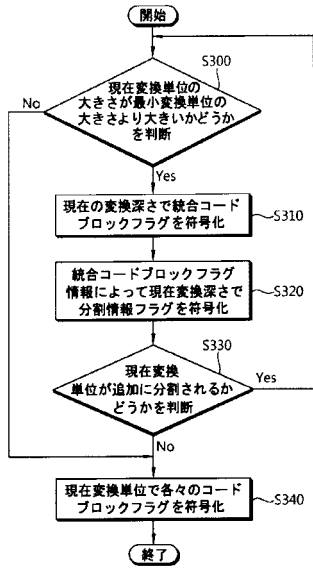 開始
S300
現在変換単位の
大きさが最小変換単位の
大きさより大きいかどうか
を判断
No
Yes
現在の変換深さで統合コード
ブロックフラグを符号化
S310
統合コードブロックフラグ
情報によって現在変換深さで
分割情報フラグを符号化
S320
S330
現在変換
単位が追加に分割されるか
どうかを判断
Yes
No
現在変換単位で各々のコード
ブロックフラグを符号化
S340
終了